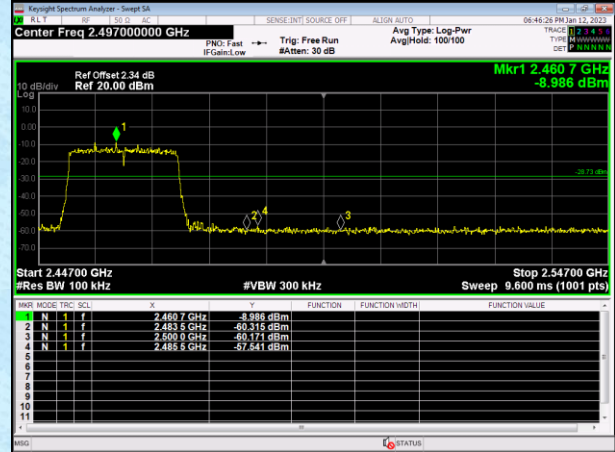 Keysight Spectrum Analyzer - Swept SA
RLT RF 50 Ω AC SENSE:INT SOURCE OFF ALIGN AUTO 06:46:26 PM Jan 12, 2023
Center Freq 2.497000000 GHz
PNO: Fast Trig: Free Run Avg Type: Log-Pwr TRACE 1 2 3 4 5 6
IFGain:Low #Atten: 30 dB Avg|Hold: 100/100 TYPE M WWWWW
DET P N N N N N
Mkr1 2.460 7 GHz
Ref Offset 2.34 dB
10 dB/div Ref 20.00 dBm -8.986 dBm
Log
10.0
0.00
1
-10.0
-20.0
-28.73 dBm
-30.0
-40.0
-50.0
2 4 3
-60.0
-70.0
Start 2.44700 GHz Stop 2.54700 GHz
#Res BW 100 kHz #VBW 300 kHz Sweep 9.600 ms (1001 pts)
MKR MODE TRC SCL X Y FUNCTION FUNCTION WIDTH FUNCTION VALUE
1 N 1 f 2.460 7 GHz -8.986 dBm
2 N 1 f 2.483 5 GHz -60.315 dBm
3 N 1 f 2.500 0 GHz -60.171 dBm
4 N 1 f 2.485 5 GHz -57.541 dBm
5
6
7
8
9
10
11
MSG STATUS